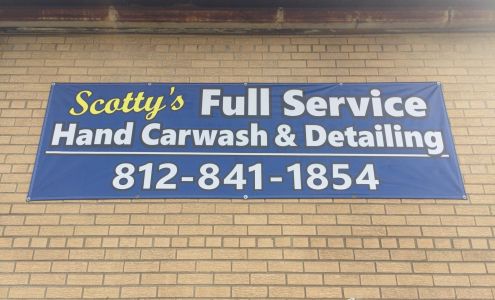 Scotty's Full Service
Hand Carwash & Detailing
812-841-1854